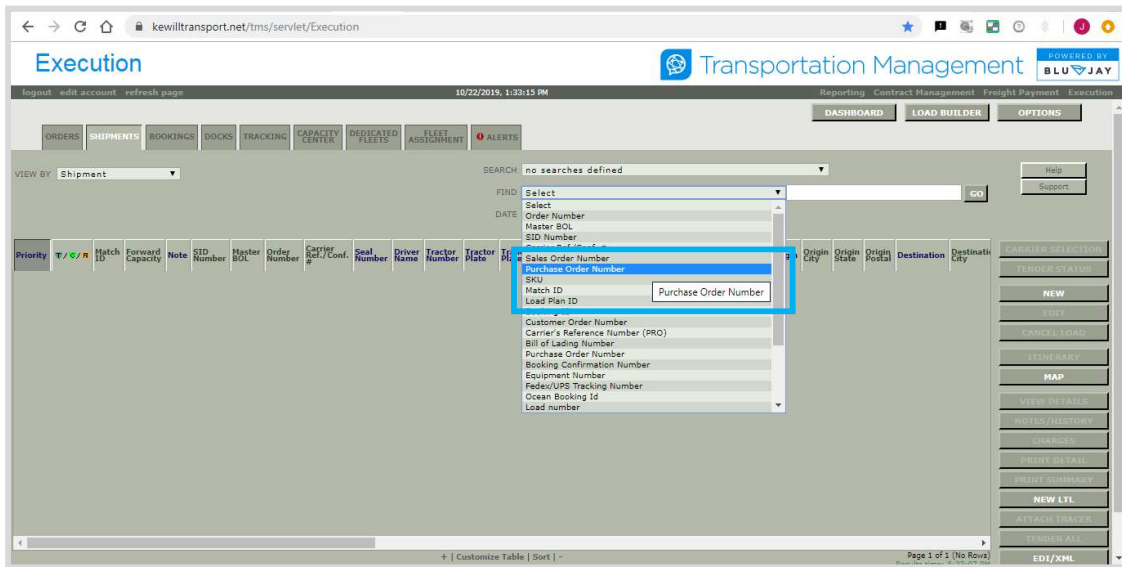 kewilltransport.net/tms/servlet/Execution
J
Execution
Transportation Management
POWERED BY
BLUJAY
logout edit account refresh page
10/22/2019, 1:33:15 PM
Reporting Contract Management Freight Payment Execution
DASHBOARD LOAD BUILDER OPTIONS
ORDERS SHIPMENTS BOOKINGS DOCKS TRACKING CAPACITY CENTER DEDICATED FLEETS FLEET ASSIGNMENT ALERTS
VIEW BY Shipment
SEARCH no searches defined
Help
FIND Select
GO
Support
DATE
Select
Order Number
Master BOL
SID Number
Sales Order Number
Purchase Order Number
SKU
Match ID
Purchase Order Number
Load Plan ID
Customer Order Number
Carrier's Reference Number (PRO)
Bill of Lading Number
Purchase Order Number
Booking Confirmation Number
Equipment Number
Fedex/UPS Tracking Number
Ocean Booking Id
Load number
Priority T/C/R Match ID Forward Capacity Note SID Number Master BOL Order Number Carrier Ref./Conf. # Seal Number Driver Name Tractor Number Tractor Plate
Origin City Origin State Origin Postal Destination
CARRIER SELECTION
TENDER STATUS
NEW
EDIT
CANCEL LOAD
ITINERARY
MAP
VIEW DETAILS
NOTES/HISTORY
CHARGES
PRINT DETAIL
PRINT SUMMARY
NEW LTL
ATTACH TRACER
TENDER ALL
EDI/XML
+ | Customize Table | Sort | -
Page 1 of 1 (No Rows)